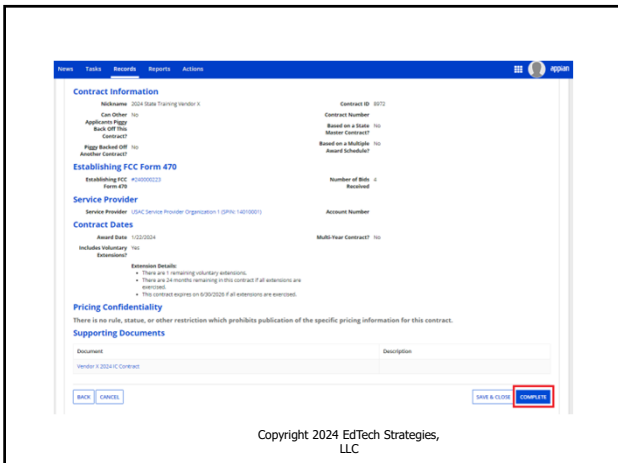 News Tasks Records Reports Actions appian
Contract Information
Nickname 2024 State Training Vendor X
Contract ID 8872
Can Other Applicants Piggy Back Off This Contract? No
Contract Number
Based on a State Master Contract? No
Piggy Backed Off Another Contract? No
Based on a Multiple Award Schedule? No
Establishing FCC Form 470
Establishing FCC Form 470 #240000223
Number of Bids Received 4
Service Provider
Service Provider USAC Service Provider Organization 1 (SPIN: 14010001)
Account Number
Contract Dates
Award Date 1/22/2024
Multi-Year Contract? No
Includes Voluntary Extensions? Yes
Extension Details:
• There are 1 remaining voluntary extensions.
• There are 24 months remaining in this contract if all extensions are
exercised.
• This contract expires on 6/30/2026 if all extensions are exercised.
Pricing Confidentiality
There is no rule, statue, or other restriction which prohibits publication of the specific pricing information for this contract.
Supporting Documents
Document Description
Vendor X 2024 IC Contract
BACK CANCEL SAVE & CLOSE COMPLETE
Copyright 2024 EdTech Strategies,
LLC